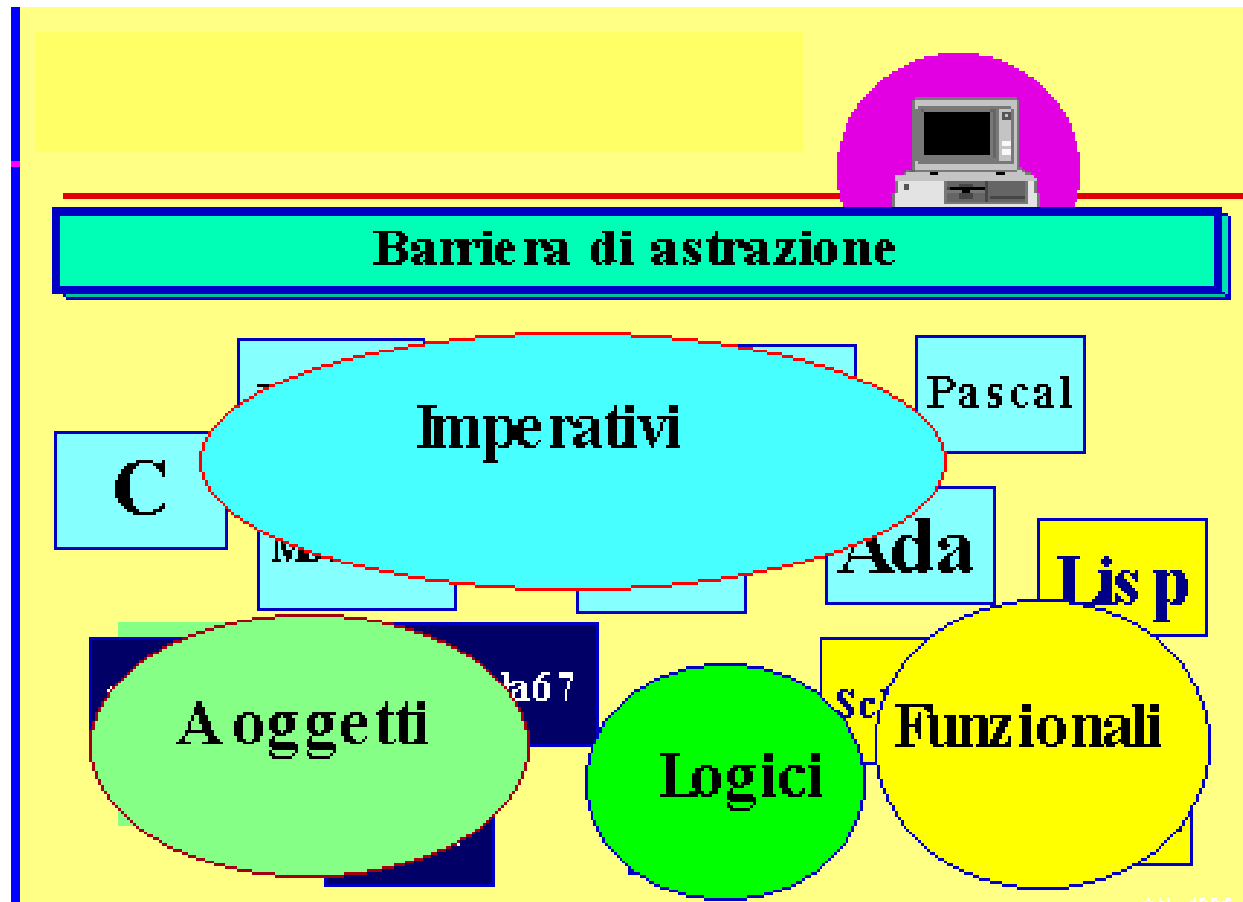 Barriera di astrazione
Imperativi
Pascal
C
Ada
Lisp
A oggetti
Logici
Funzionali